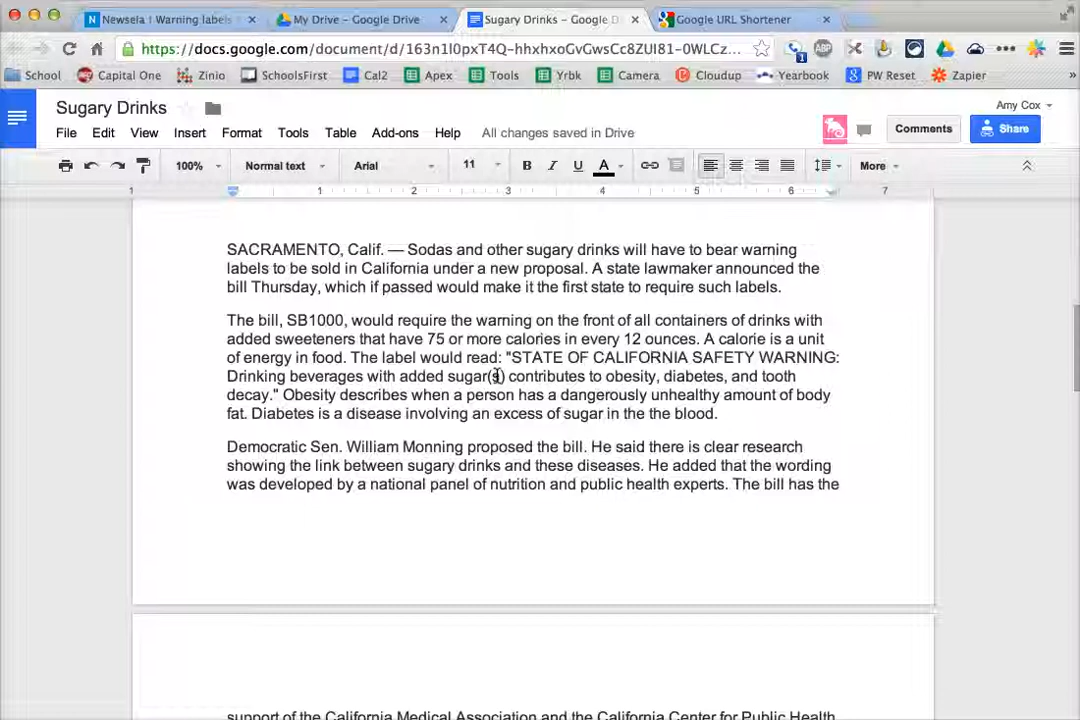 Newsela | Warning labels
My Drive – Google Drive
Sugary Drinks – Google D
Google URL Shortener
https://docs.google.com/document/d/163n1l0pxT4Q-hhxhxoGvGwsCc8ZUI81-0WLCz...
ABP
1
School
Capital One
Zinio
SchoolsFirst
Cal2
Apex
Tools
Yrbk
Camera
Cloudup
Yearbook
PW Reset
Zapier
»
Sugary Drinks
Amy Cox
File Edit View Insert Format Tools Table Add-ons Help All changes saved in Drive
Comments
Share
100% Normal text Arial 11 B I U A More
1 1 2 3 4 5 6 7
SACRAMENTO, Calif. — Sodas and other sugary drinks will have to bear warning
labels to be sold in California under a new proposal. A state lawmaker announced the
bill Thursday, which if passed would make it the first state to require such labels.
The bill, SB1000, would require the warning on the front of all containers of drinks with
added sweeteners that have 75 or more calories in every 12 ounces. A calorie is a unit
of energy in food. The label would read: "STATE OF CALIFORNIA SAFETY WARNING:
Drinking beverages with added sugar(s) contributes to obesity, diabetes, and tooth
decay." Obesity describes when a person has a dangerously unhealthy amount of body
fat. Diabetes is a disease involving an excess of sugar in the the blood.
Democratic Sen. William Monning proposed the bill. He said there is clear research
showing the link between sugary drinks and these diseases. He added that the wording
was developed by a national panel of nutrition and public health experts. The bill has the
support of the California Medical Association and the California Center for Public Health